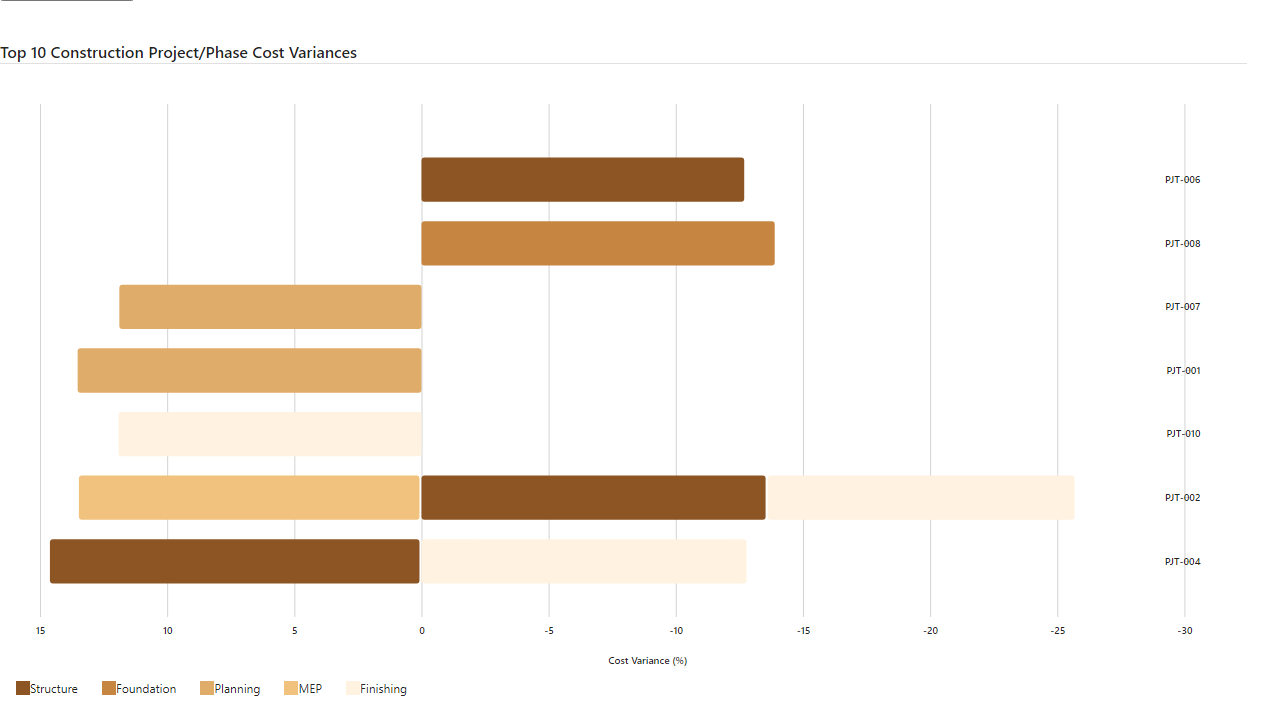 Top 10 Construction Project/Phase Cost Variances
PJT-006
PJT-008
PJT-007
PJT-001
PJT-010
PJT-002
PJT-004
15 10 5 0 -5 -10 -15 -20 -25 -30
Cost Variance (%)
Structure Foundation Planning MEP Finishing